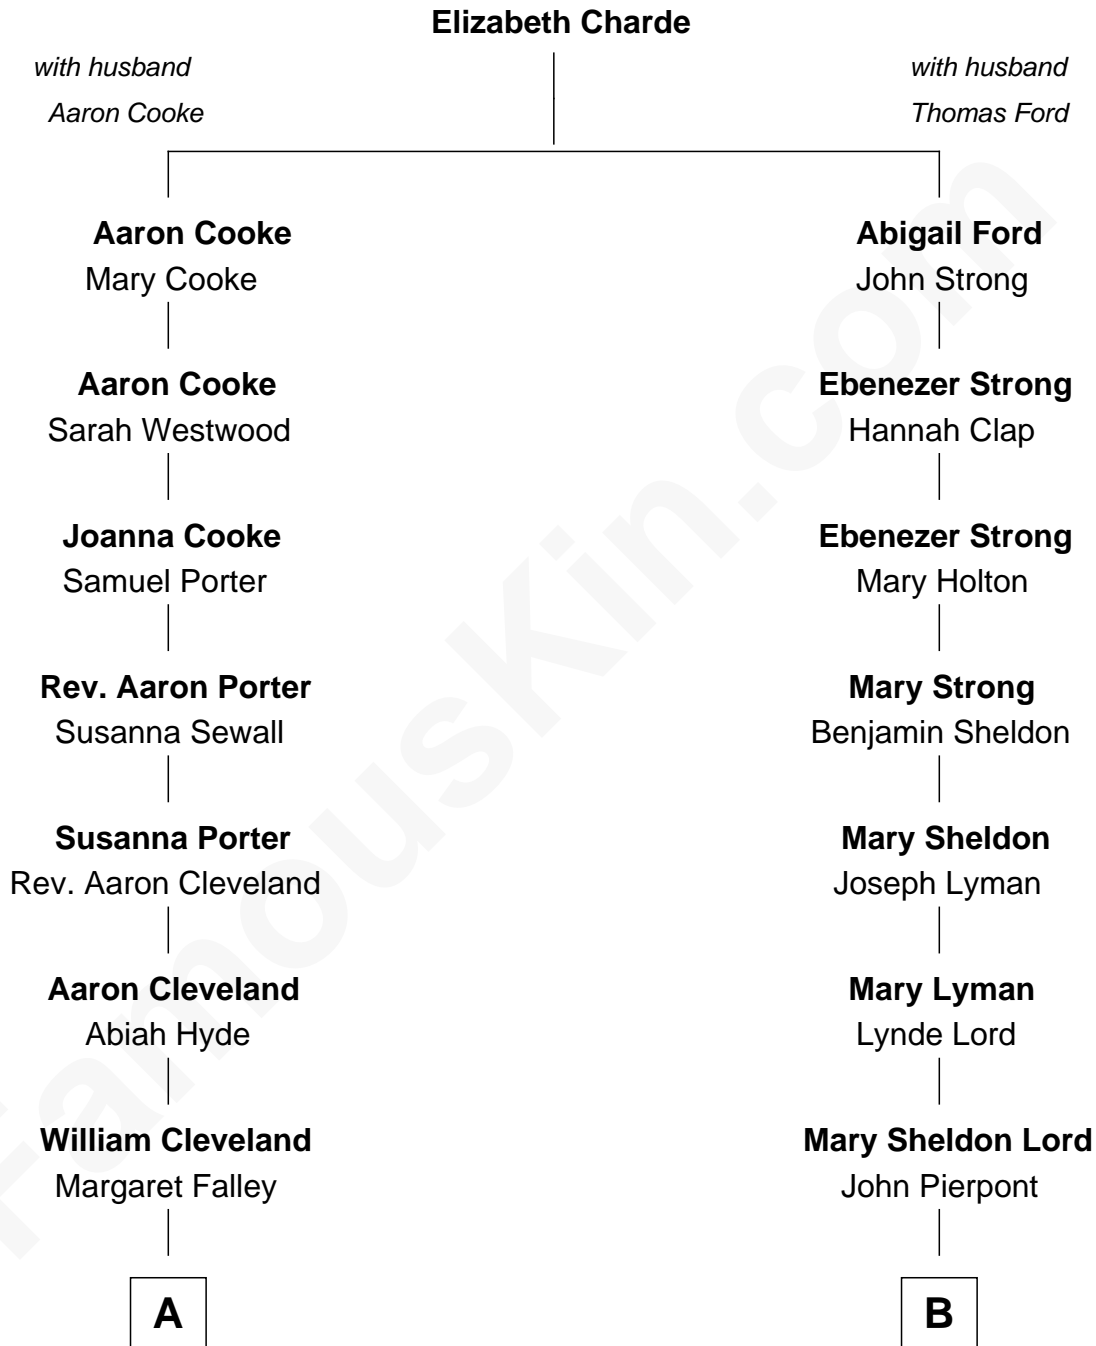 Elizabeth Charde
with husband
Aaron Cooke
with husband
Thomas Ford
Aaron Cooke
Mary Cooke
Abigail Ford
John Strong
Aaron Cooke
Sarah Westwood
Ebenezer Strong
Hannah Clap
Joanna Cooke
Samuel Porter
Ebenezer Strong
Mary Holton
Rev. Aaron Porter
Susanna Sewall
Mary Strong
Benjamin Sheldon
Susanna Porter
Rev. Aaron Cleveland
Mary Sheldon
Joseph Lyman
Aaron Cleveland
Abiah Hyde
Mary Lyman
Lynde Lord
William Cleveland
Margaret Falley
Mary Sheldon Lord
John Pierpont
A
B
FamousKin.com